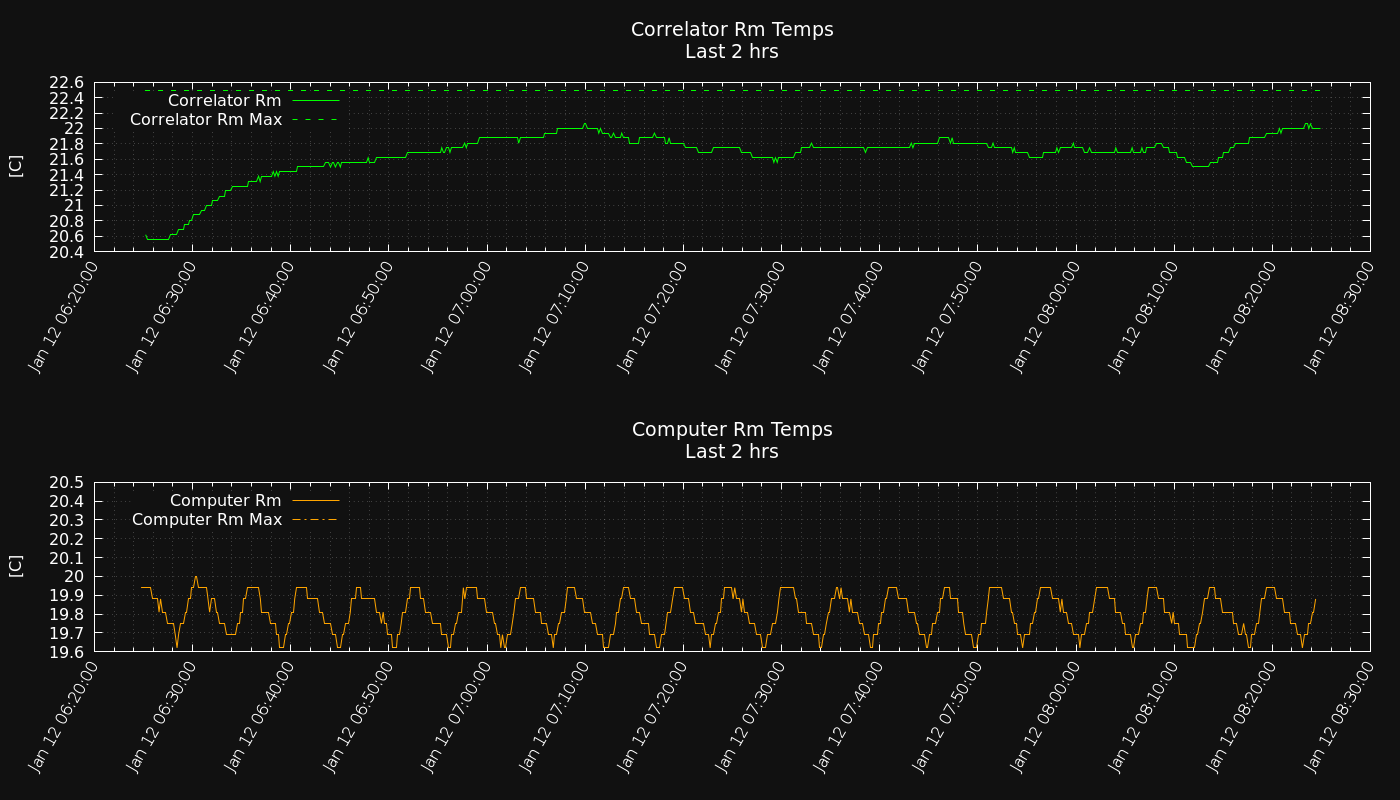 Correlator Rm Temps
Last 2 hrs
[C]
22.6
22.4
22.2
22
21.8
21.6
21.4
21.2
21
20.8
20.6
20.4
Correlator Rm
Correlator Rm Max
Jan 12 06:20:00
Jan 12 06:30:00
Jan 12 06:40:00
Jan 12 06:50:00
Jan 12 07:00:00
Jan 12 07:10:00
Jan 12 07:20:00
Jan 12 07:30:00
Jan 12 07:40:00
Jan 12 07:50:00
Jan 12 08:00:00
Jan 12 08:10:00
Jan 12 08:20:00
Jan 12 08:30:00
Computer Rm Temps
Last 2 hrs
[C]
20.5
20.4
20.3
20.2
20.1
20
19.9
19.8
19.7
19.6
Computer Rm
Computer Rm Max
Jan 12 06:20:00
Jan 12 06:30:00
Jan 12 06:40:00
Jan 12 06:50:00
Jan 12 07:00:00
Jan 12 07:10:00
Jan 12 07:20:00
Jan 12 07:30:00
Jan 12 07:40:00
Jan 12 07:50:00
Jan 12 08:00:00
Jan 12 08:10:00
Jan 12 08:20:00
Jan 12 08:30:00